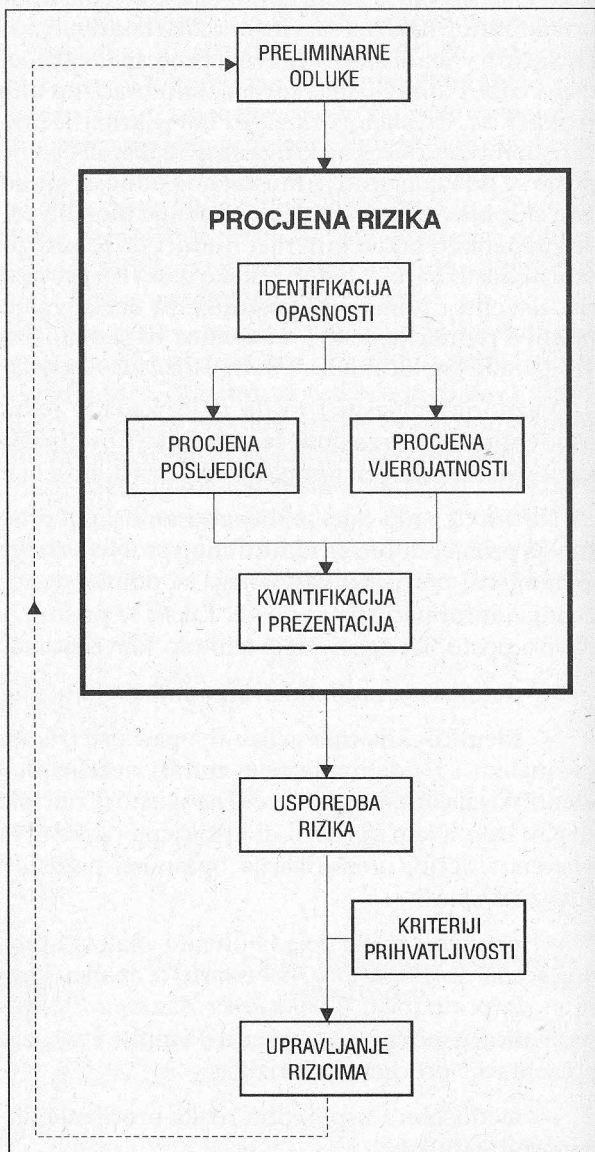 PRELIMINARNE
ODLUKE
PROCJENA RIZIKA
IDENTIFIKACIJA
OPASNOSTI
PROCJENA
POSLJEDICA
PROCJENA
VJEROJATNOSTI
KVANTIFIKACIJA
I PREZENTACIJA
USPOREDBA
RIZIKA
KRITERIJI
PRIHVATLJIVOSTI
UPRAVLJANJE
RIZICIMA